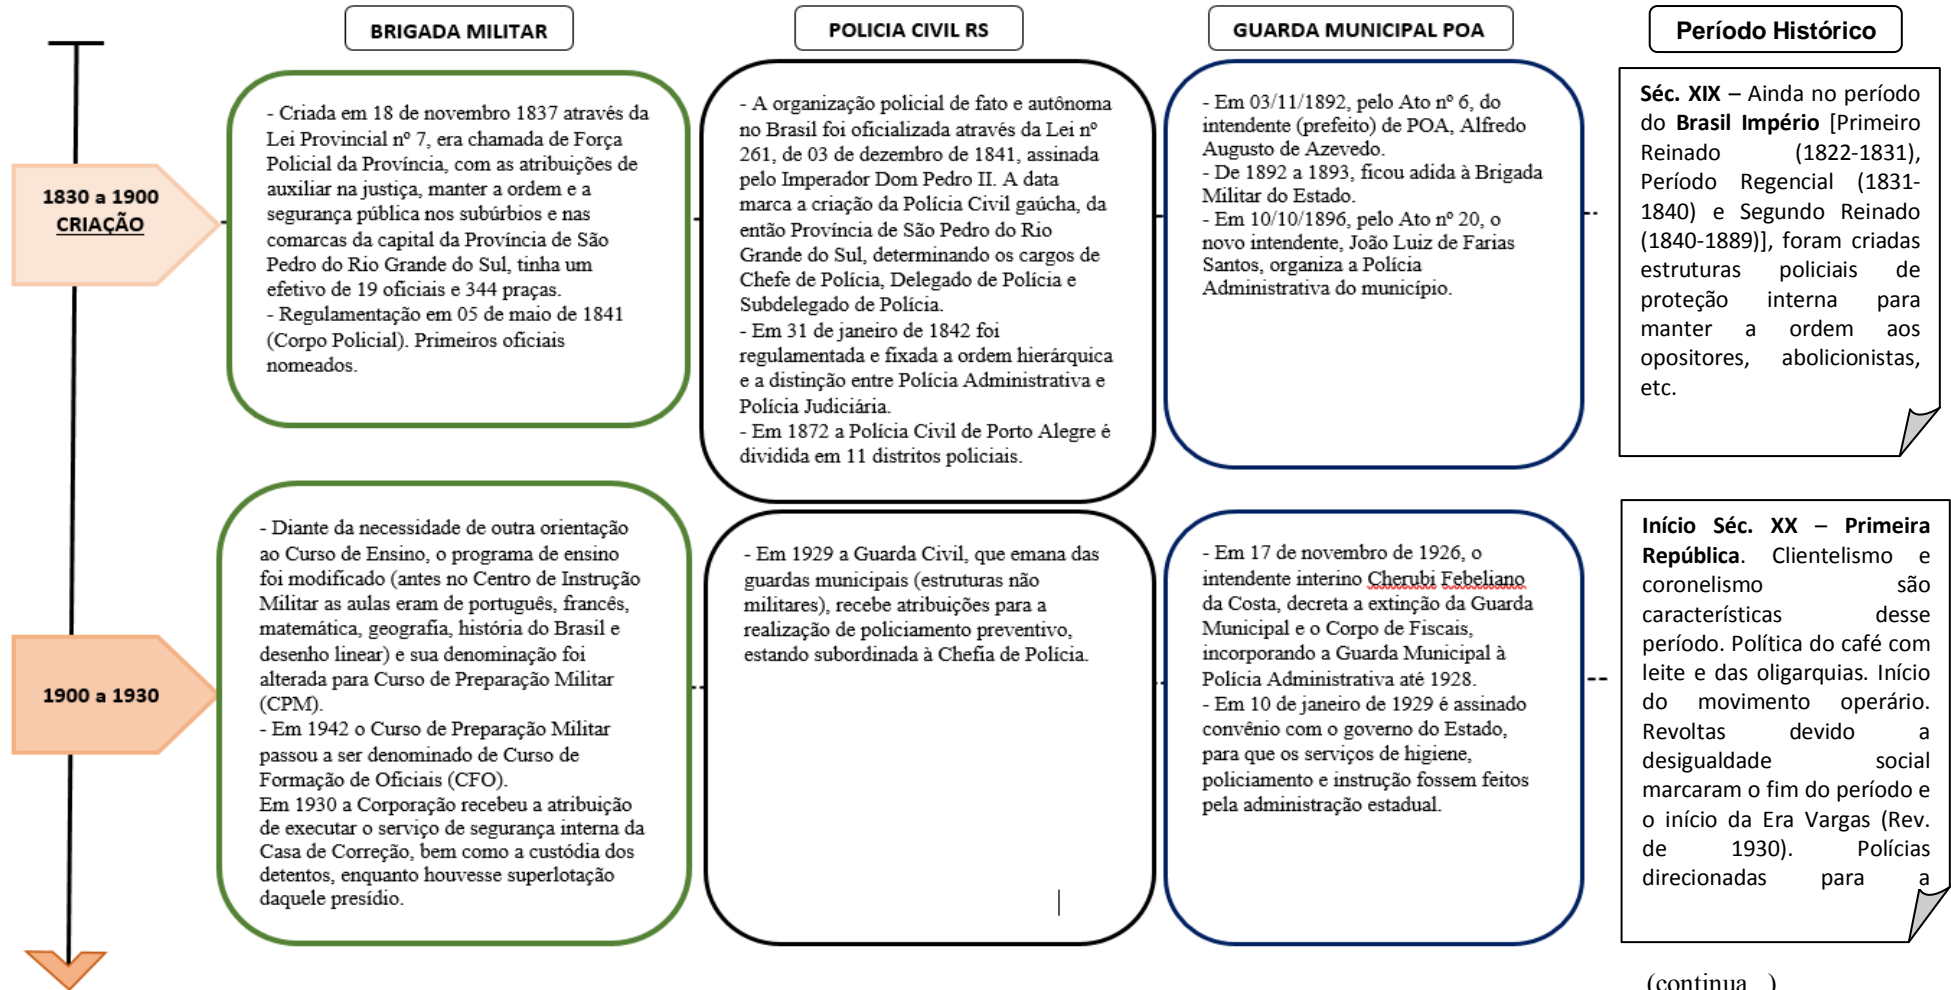 BRIGADA MILITAR
POLICIA CIVIL RS
GUARDA MUNICIPAL POA
Período Histórico
1830 a 1900
CRIAÇÃO
- Criada em 18 de novembro 1837 através da
Lei Provincial nº 7, era chamada de Força
Policial da Província, com as atribuições de
auxiliar na justiça, manter a ordem e a
segurança pública nos subúrbios e nas
comarcas da capital da Província de São
Pedro do Rio Grande do Sul, tinha um
efetivo de 19 oficiais e 344 praças.
- Regulamentação em 05 de maio de 1841
(Corpo Policial). Primeiros oficiais
nomeados.
- A organização policial de fato e autônoma
no Brasil foi oficializada através da Lei nº
261, de 03 de dezembro de 1841, assinada
pelo Imperador Dom Pedro II. A data
marca a criação da Polícia Civil gaúcha, da
então Província de São Pedro do Rio
Grande do Sul, determinando os cargos de
Chefe de Polícia, Delegado de Polícia e
Subdelegado de Polícia.
- Em 31 de janeiro de 1842 foi
regulamentada e fixada a ordem hierárquica
e a distinção entre Polícia Administrativa e
Polícia Judiciária.
- Em 1872 a Polícia Civil de Porto Alegre é
dividida em 11 distritos policiais.
- Em 03/11/1892, pelo Ato nº 6, do
intendente (prefeito) de POA, Alfredo
Augusto de Azevedo.
- De 1892 a 1893, ficou adida à Brigada
Militar do Estado.
- Em 10/10/1896, pelo Ato nº 20, o
novo intendente, João Luiz de Farias
Santos, organiza a Polícia
Administrativa do município.
Séc. XIX – Ainda no período
do Brasil Império [Primeiro
Reinado (1822-1831),
Período Regencial (1831-
1840) e Segundo Reinado
(1840-1889)], foram criadas
estruturas policiais de
proteção interna para
manter a ordem aos
opositores, abolicionistas,
etc.
1900 a 1930
- Diante da necessidade de outra orientação
ao Curso de Ensino, o programa de ensino
foi modificado (antes no Centro de Instrução
Militar as aulas eram de português, francês,
matemática, geografia, história do Brasil e
desenho linear) e sua denominação foi
alterada para Curso de Preparação Militar
(CPM).
- Em 1942 o Curso de Preparação Militar
passou a ser denominado de Curso de
Formação de Oficiais (CFO).
Em 1930 a Corporação recebeu a atribuição
de executar o serviço de segurança interna da
Casa de Correção, bem como a custódia dos
detentos, enquanto houvesse superlotação
daquele presídio.
- Em 1929 a Guarda Civil, que emana das
guardas municipais (estruturas não
militares), recebe atribuições para a
realização de policiamento preventivo,
estando subordinada à Chefia de Polícia.
- Em 17 de novembro de 1926, o
intendente interino Cherubi Febeliano
da Costa, decreta a extinção da Guarda
Municipal e o Corpo de Fiscais,
incorporando a Guarda Municipal à
Polícia Administrativa até 1928.
- Em 10 de janeiro de 1929 é assinado
convênio com o governo do Estado,
para que os serviços de higiene,
policiamento e instrução fossem feitos
pela administração estadual.
Início Séc. XX – Primeira
República. Clientelismo e
coronelismo são
características desse
período. Política do café com
leite e das oligarquias. Início
do movimento operário.
Revoltas devido a
desigualdade social
marcaram o fim do período e
o início da Era Vargas (Rev.
de 1930). Polícias
direcionadas para a
(continua...)